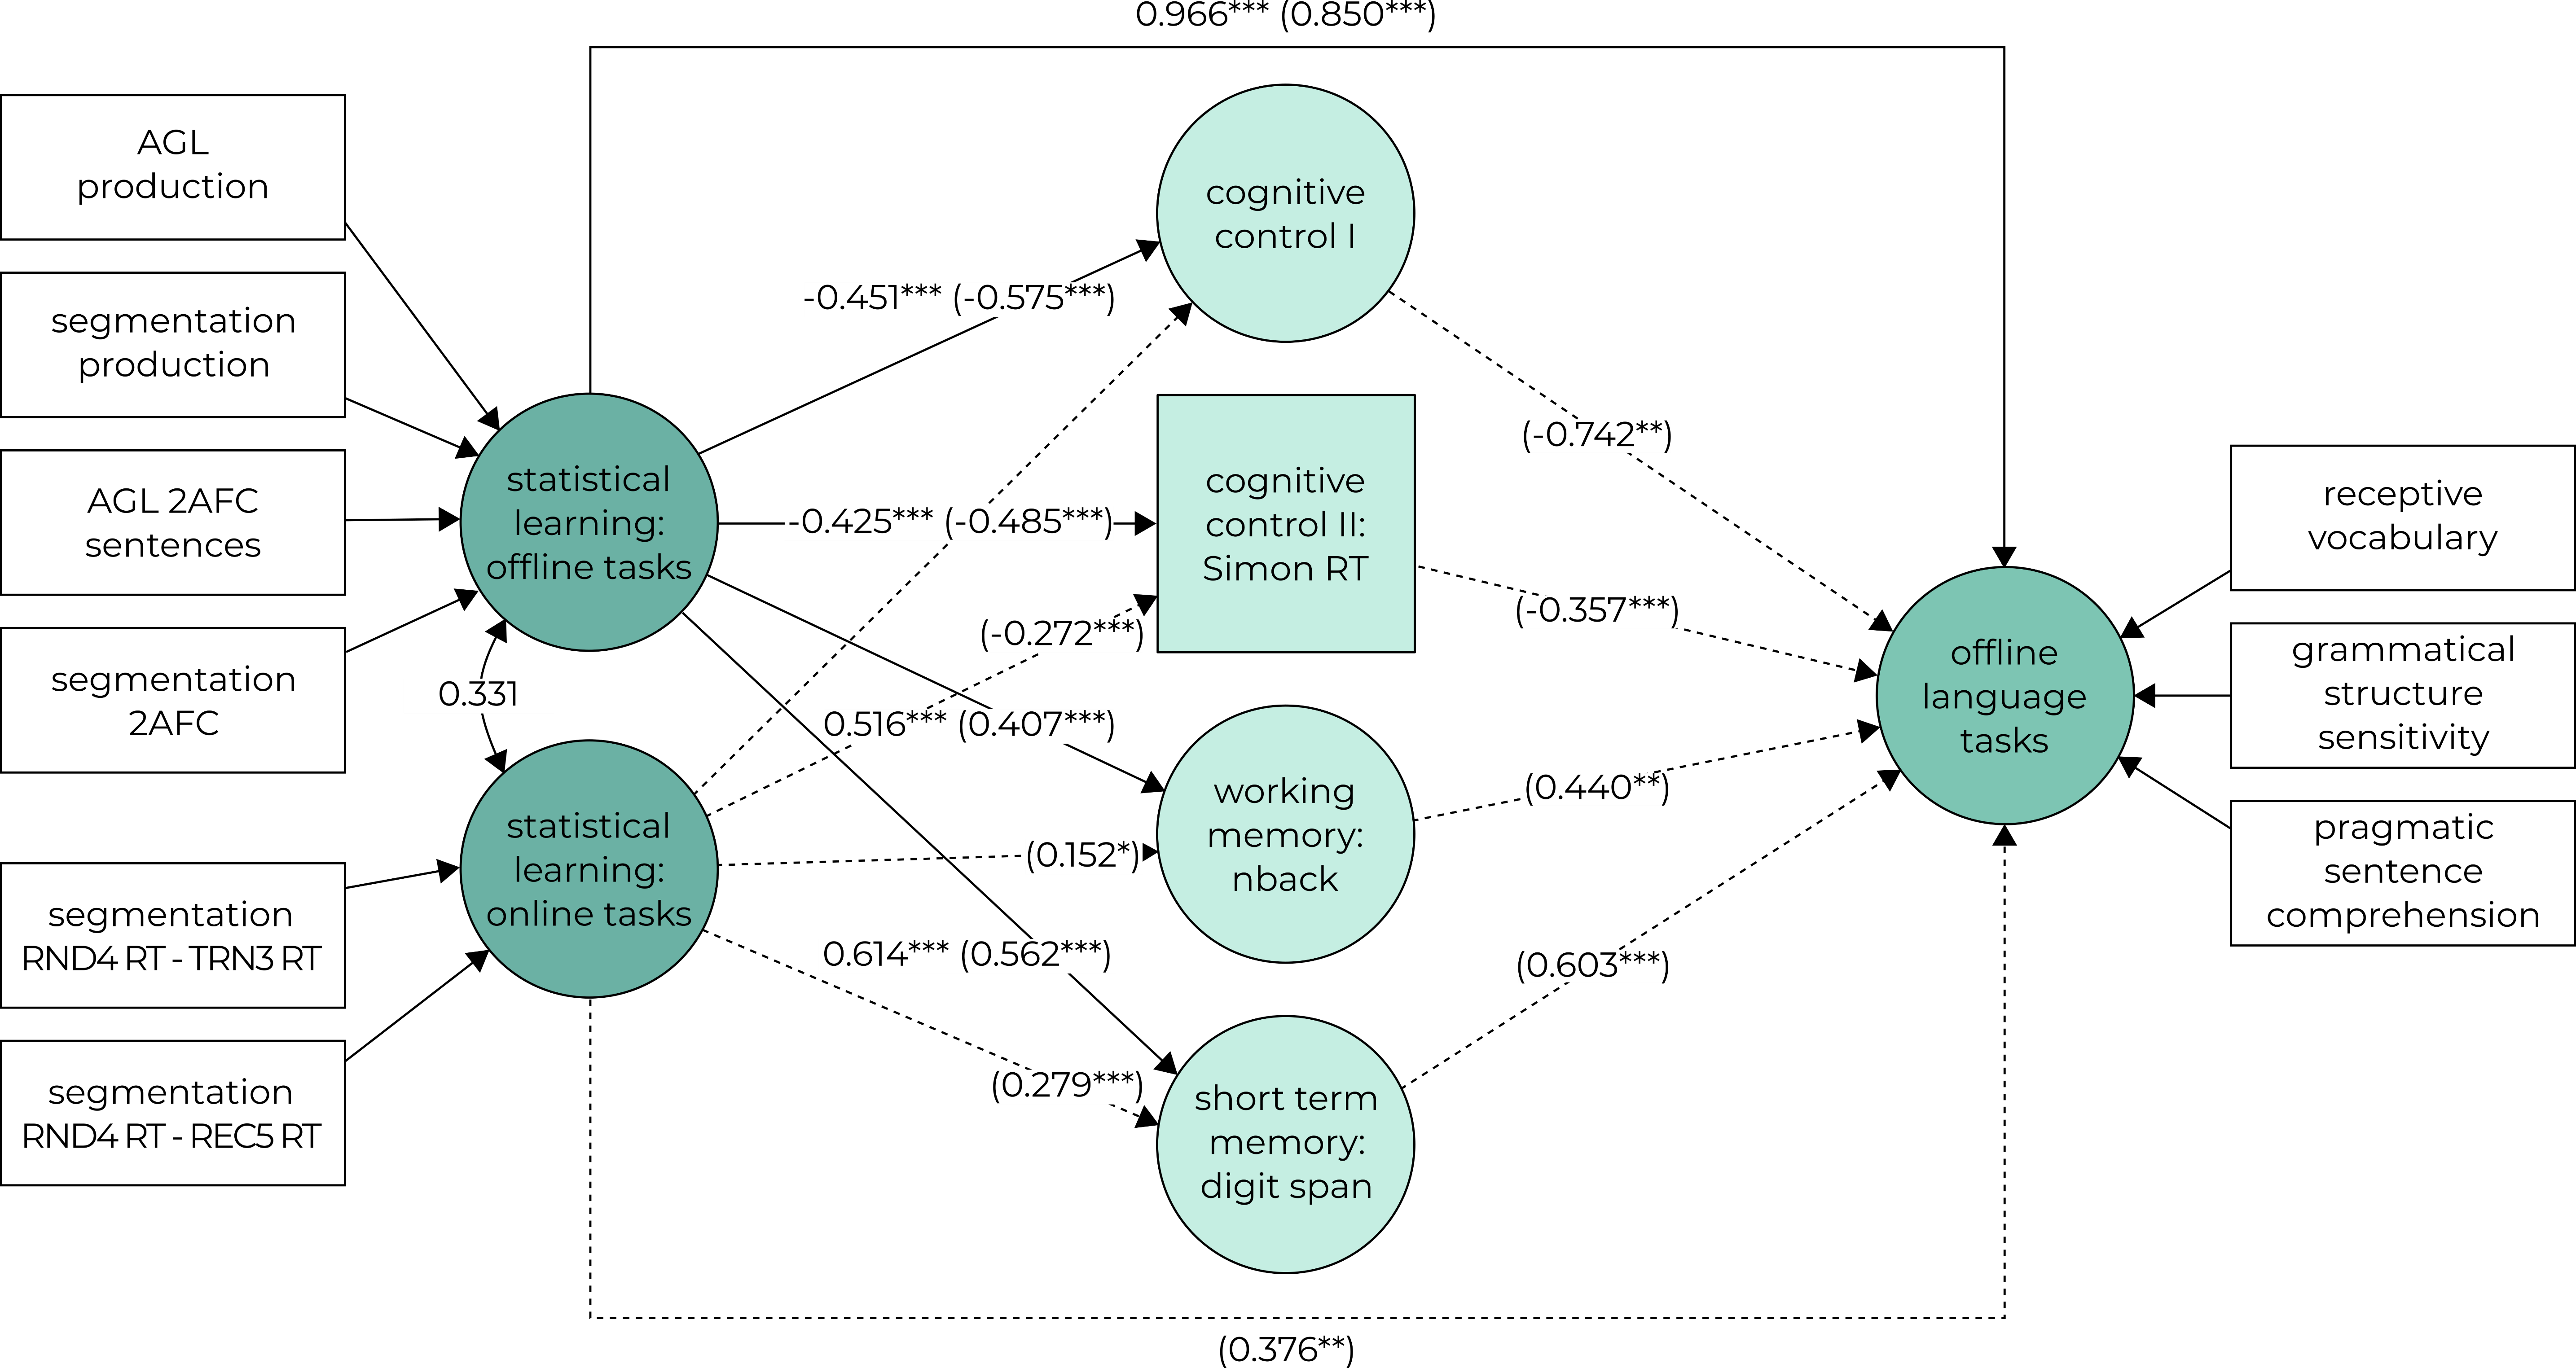 0.966*** (0.850***)
AGL
production
segmentation
production
AGL 2AFC
sentences
segmentation
2AFC
segmentation
RND4 RT - TRN3 RT
segmentation
RND4 RT - REC5 RT
statistical
learning:
offline tasks
0.331
statistical
learning:
online tasks
-0.451*** (-0.575***)
-0.425*** (-0.485***)
(-0.272***)
0.516*** (0.407***)
(0.152*)
0.614*** (0.562***)
(0.279***)
cognitive
control I
cognitive
control II:
Simon RT
working
memory:
nback
short term
memory:
digit span
(-0.742**)
(-0.357***)
(0.440**)
(0.603***)
offline
language
tasks
receptive
vocabulary
grammatical
structure
sensitivity
pragmatic
sentence
comprehension
(0.376**)